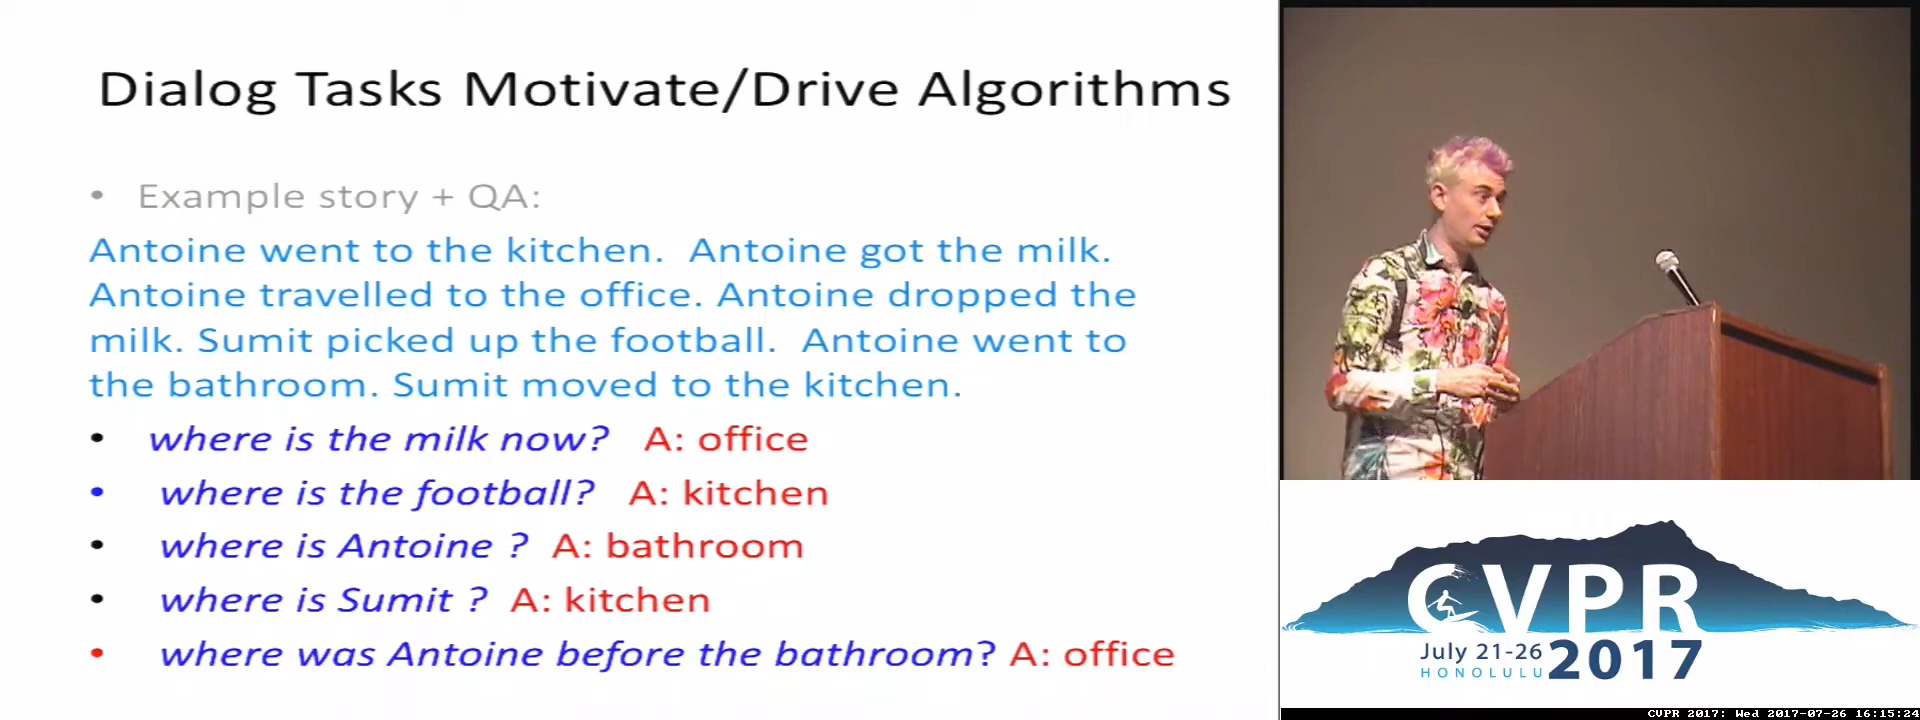 Dialog Tasks Motivate/Drive Algorithms
• Example story + QA:
Antoine went to the kitchen. Antoine got the milk.
Antoine travelled to the office. Antoine dropped the
milk. Sumit picked up the football. Antoine went to
the bathroom. Sumit moved to the kitchen.
• where is the milk now? A: office
• where is the football? A: kitchen
• where is Antoine ? A: bathroom
• where is Sumit ? A: kitchen
• where was Antoine before the bathroom? A: office
CVPR
July 21-26
HONOLULU
2017
CVPR 2017: Wed 2017-07-26 16:15:24